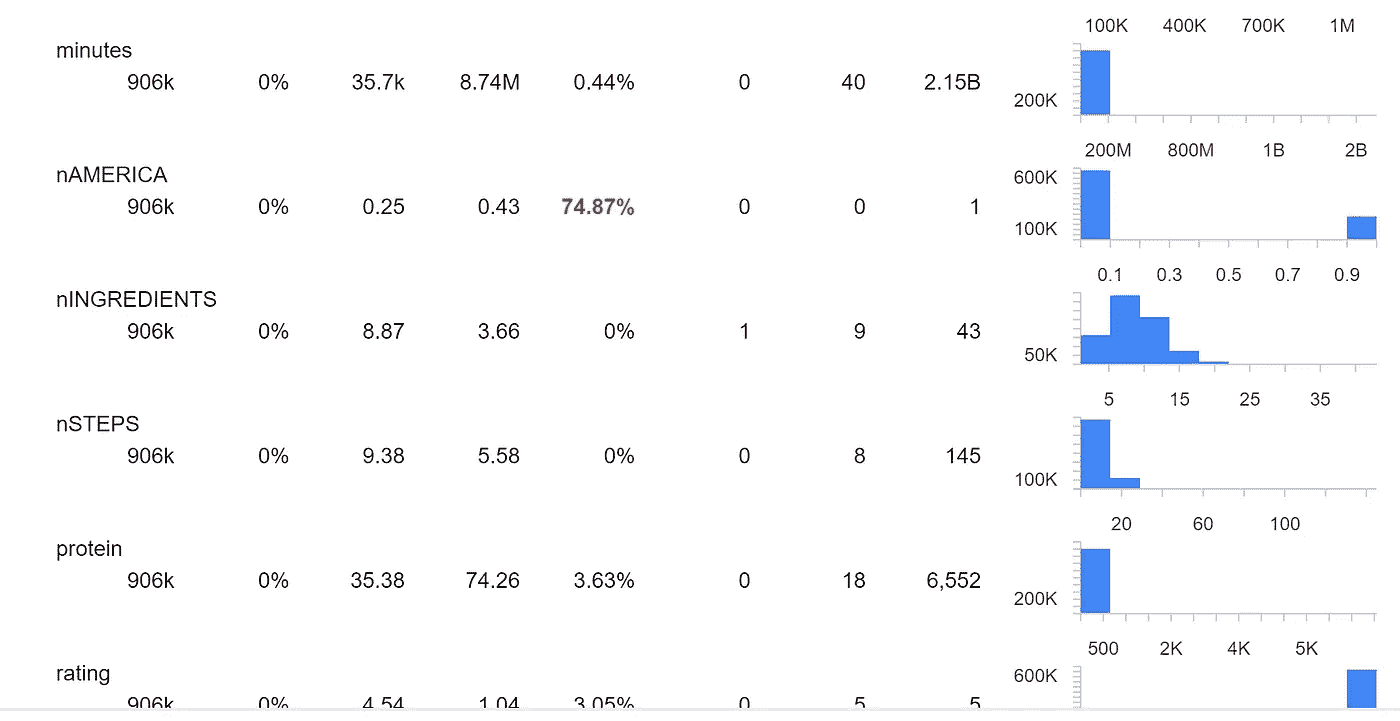 100K 400K 700K 1M
minutes
906k 0% 35.7k 8.74M 0.44% 0 40 2.15B
200K
200M 800M 1B 2B
nAMERICA
600K
906k 0% 0.25 0.43 74.87% 0 0 1
100K
0.1 0.3 0.5 0.7 0.9
nINGREDIENTS
906k 0% 8.87 3.66 0% 1 9 43
50K
5 15 25 35
nSTEPS
906k 0% 9.38 5.58 0% 0 8 145
100K
20 60 100
protein
906k 0% 35.38 74.26 3.63% 0 18 6,552
200K
500 2K 4K 5K
rating
600K
906k 0% 4.54 1.04 3.05% 0 5 5